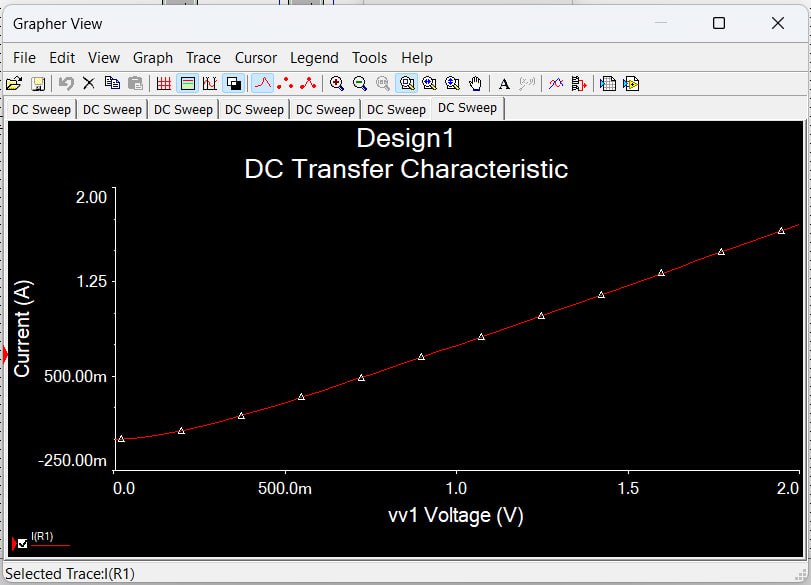 Grapher View
File Edit View Graph Trace Cursor Legend Tools Help
DC Sweep DC Sweep DC Sweep DC Sweep DC Sweep DC Sweep DC Sweep
Design1
DC Transfer Characteristic
2.00
1.25
500.00m
-250.00m
Current (A)
0.0 500.0m 1.0 1.5 2.0
vv1 Voltage (V)
I(R1)
Selected Trace:I(R1)